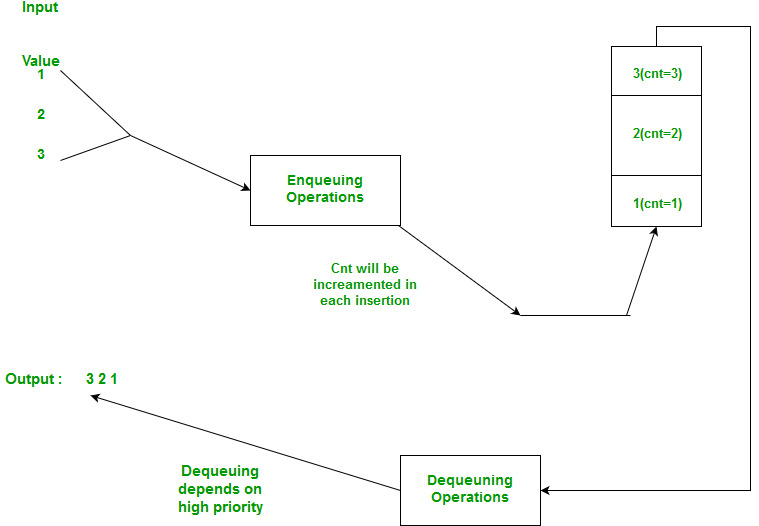 Input
Value
1
2
3
Enqueuing
Operations
3(cnt=3)
2(cnt=2)
1(cnt=1)
Cnt will be
increamented in
each insertion
Output : 3 2 1
Dequeuing
depends on
high priority
Dequeuning
Operations